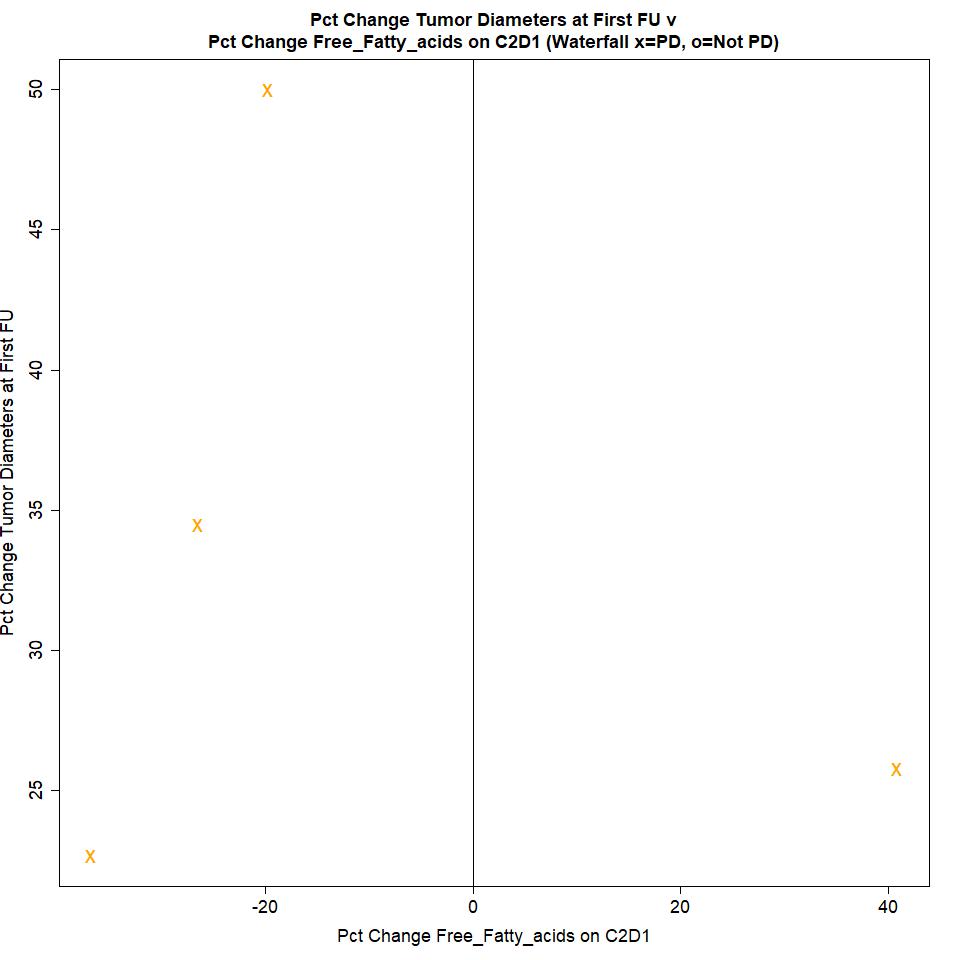 Pct Change Tumor Diameters at First FU v
Pct Change Free_Fatty_acids on C2D1 (Waterfall x=PD, o=Not PD)
Pct Change Tumor Diameters at First FU
50
45
40
35
30
25
X
X
X
X
-20
0
20
40
Pct Change Free_Fatty_acids on C2D1